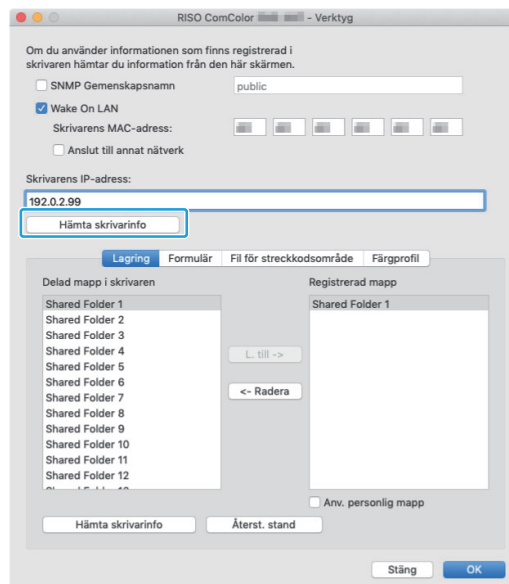 RISO ComColor - Verktyg
Om du använder informationen som finns registrerad i
skrivaren hämtar du information från den här skärmen.
SNMP Gemenskapsnamn
public
Wake On LAN
Skrivarens MAC-adress:
Anslut till annat nätverk
Skrivarens IP-adress:
192.0.2.99
Hämta skrivarinfo
Lagring Formulär Fil för streckkodsområde Färgprofil
Delad mapp i skrivaren
Registrerad mapp
Shared Folder 1
Shared Folder 2
Shared Folder 3
Shared Folder 4
Shared Folder 5
Shared Folder 6
Shared Folder 7
Shared Folder 8
Shared Folder 9
Shared Folder 10
Shared Folder 11
Shared Folder 12
L. till ->
<- Radera
Shared Folder 1
Anv. personlig mapp
Hämta skrivarinfo
Återst. stand
Stäng
OK